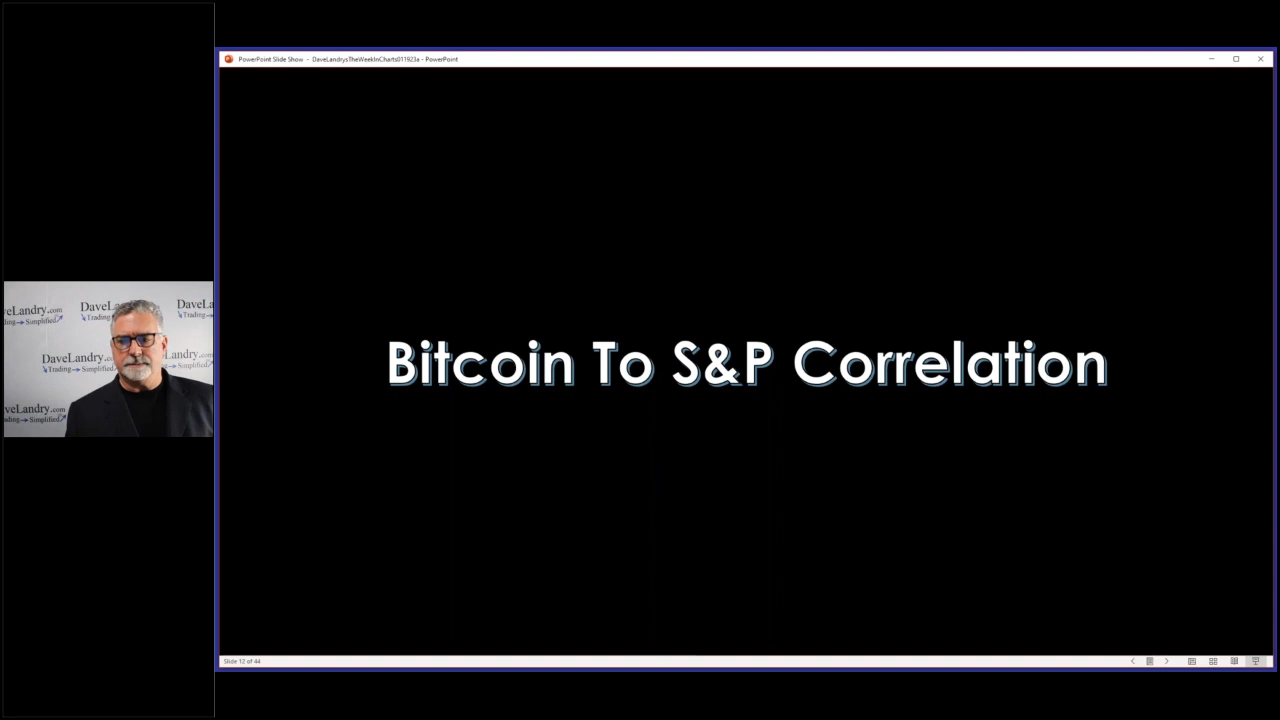 PowerPoint Slide Show - DaveLandrysTheWeekInCharts011923a - PowerPoint
DaveLandry.com
Trading Simplified
Bitcoin To S&P Correlation
Slide 12 of 44